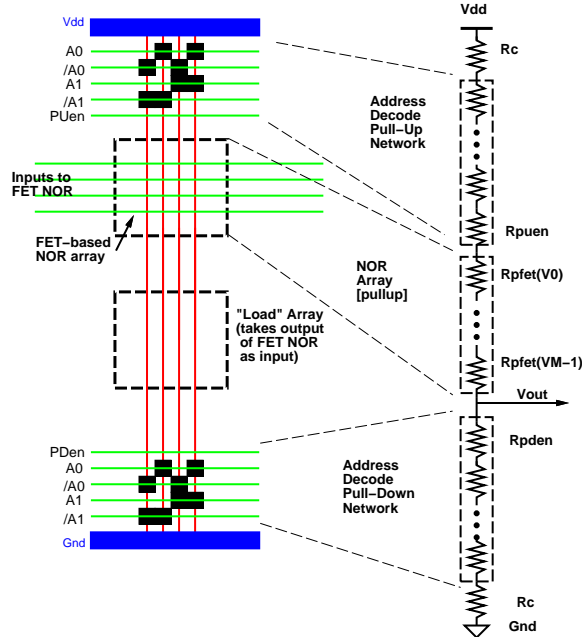 Vdd
A0
/A0
A1
/A1
PUen
Inputs to
FET NOR
FET-based
NOR array
"Load" Array
(takes output
of FET NOR
as input)
PDen
A0
/A0
A1
/A1
Gnd
Address
Decode
Pull-Up
Network
NOR
Array
[pullup]
Address
Decode
Pull-Down
Network
Vdd
Rc
Rpuen
Rpfet(V0)
Rpfet(VM-1)
Vout
Rpden
Rc
Gnd